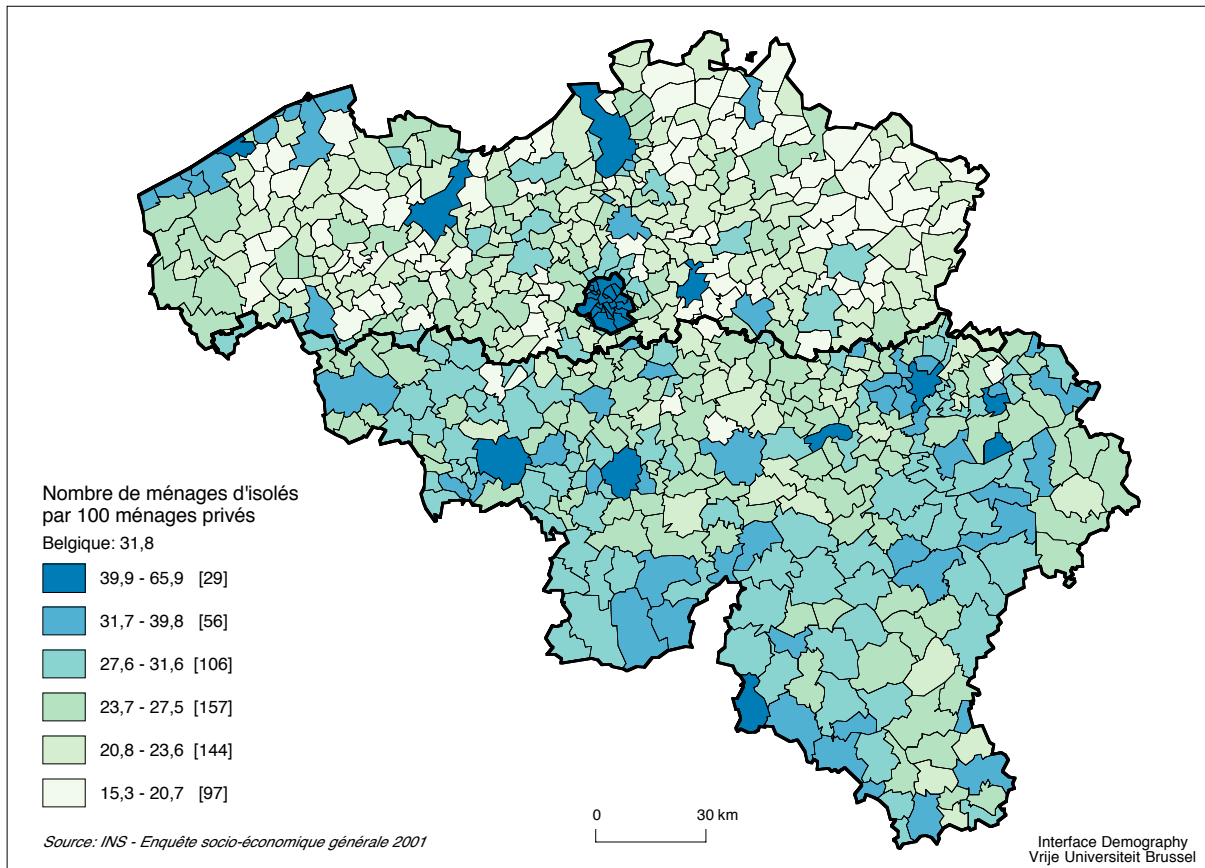 Nombre de ménages d'isolés
par 100 ménages privés
Belgique: 31,8
39,9 - 65,9 [29]
31,7 - 39,8 [56]
27,6 - 31,6 [106]
23,7 - 27,5 [157]
20,8 - 23,6 [144]
15,3 - 20,7 [97]
0 30 km
Source: INS - Enquête socio-économique générale 2001
Interface Demography
Vrije Universiteit Brussel